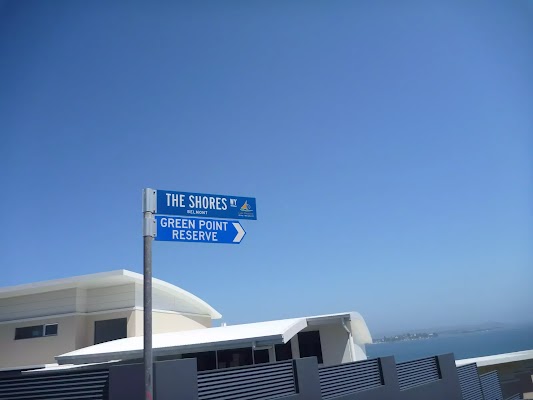 THE SHORES WY
BELMONT
GREEN POINT
RESERVE